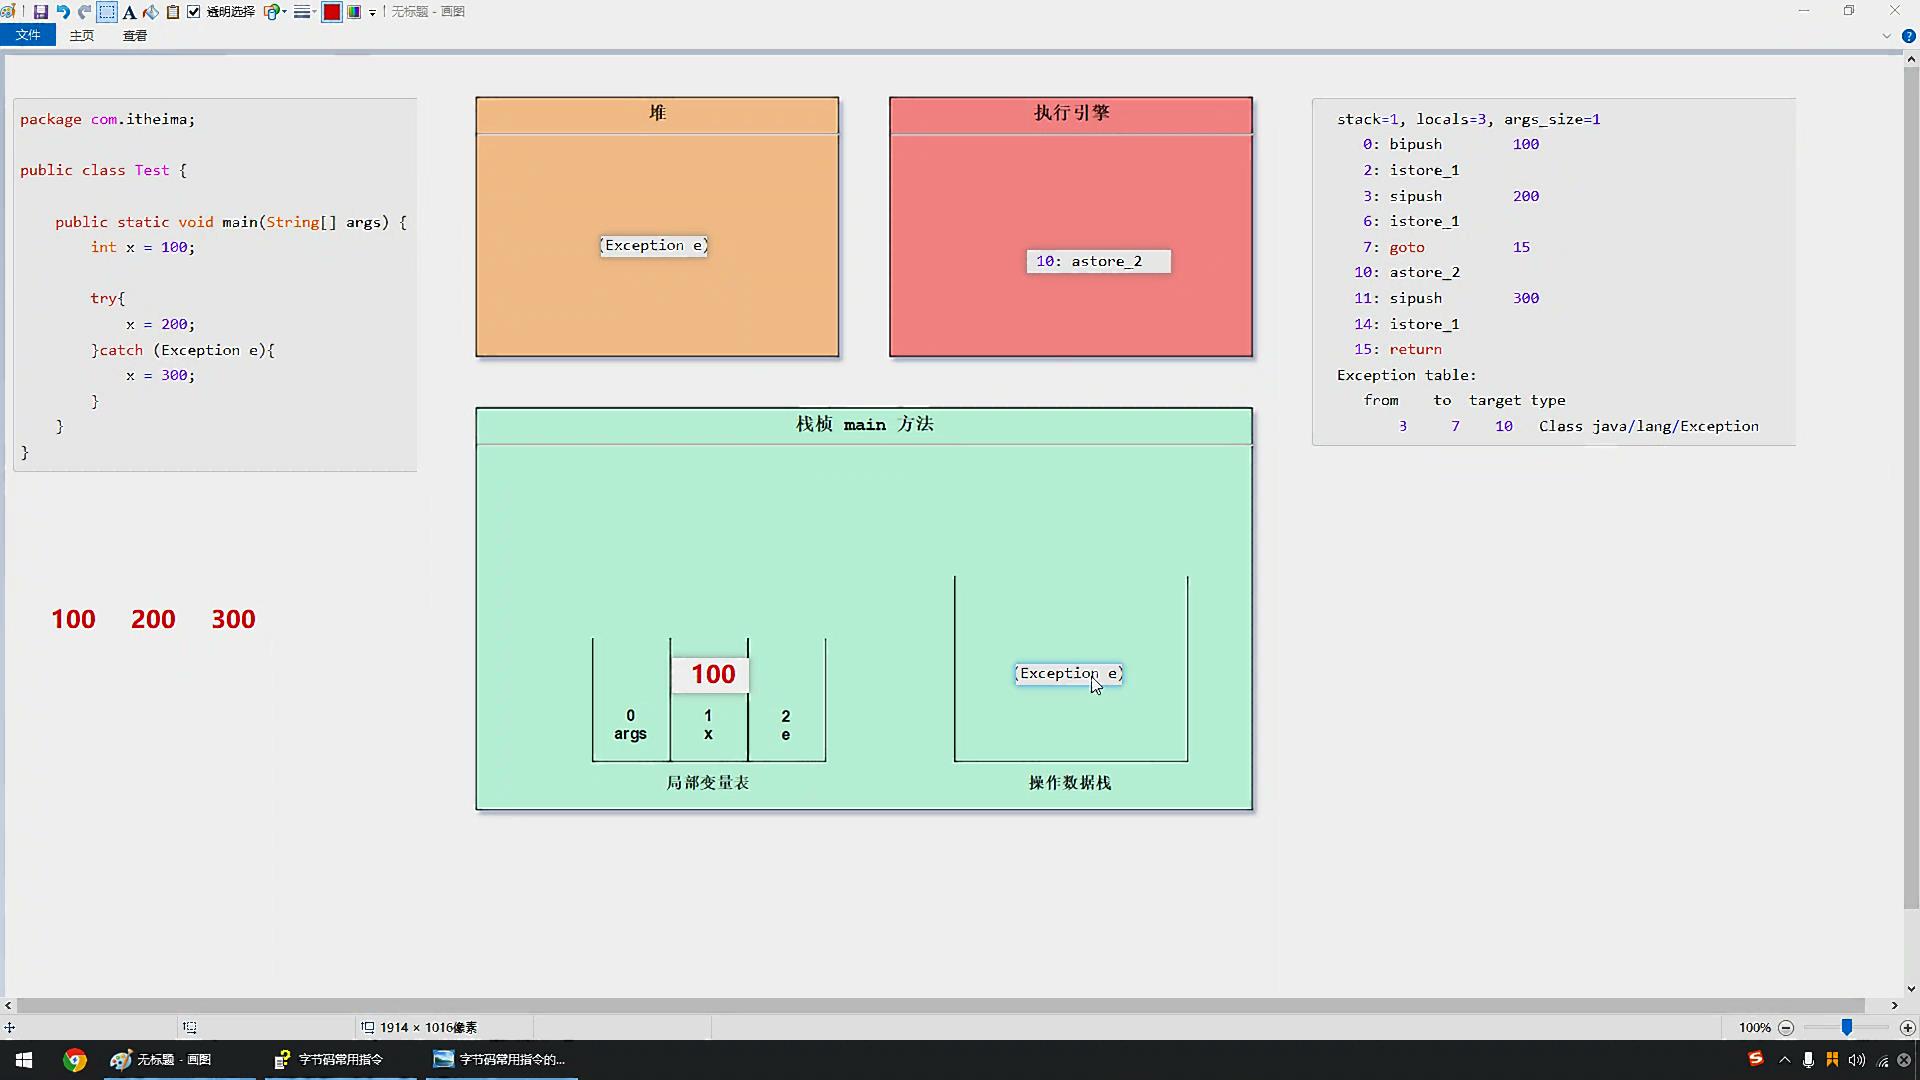 透明选择
无标题 - 画图
文件 主页 查看
package com.itheima;
public class Test {
public static void main(String[] args) {
int x = 100;
try{
x = 200;
}catch (Exception e){
x = 300;
}
}
}
100 200 300
堆
(Exception e)
执行引擎
10: astore_2
栈桢 main 方法
100
0 1 2
args x e
局部变量表
(Exception e)
操作数据栈
stack=1, locals=3, args_size=1
0: bipush 100
2: istore_1
3: sipush 200
6: istore_1
7: goto 15
10: astore_2
11: sipush 300
14: istore_1
15: return
Exception table:
from to target type
3 7 10 Class java/lang/Exception
1914 × 1016像素
100%
无标题 - 画图
字节码常用指令
字节码常用指令的...